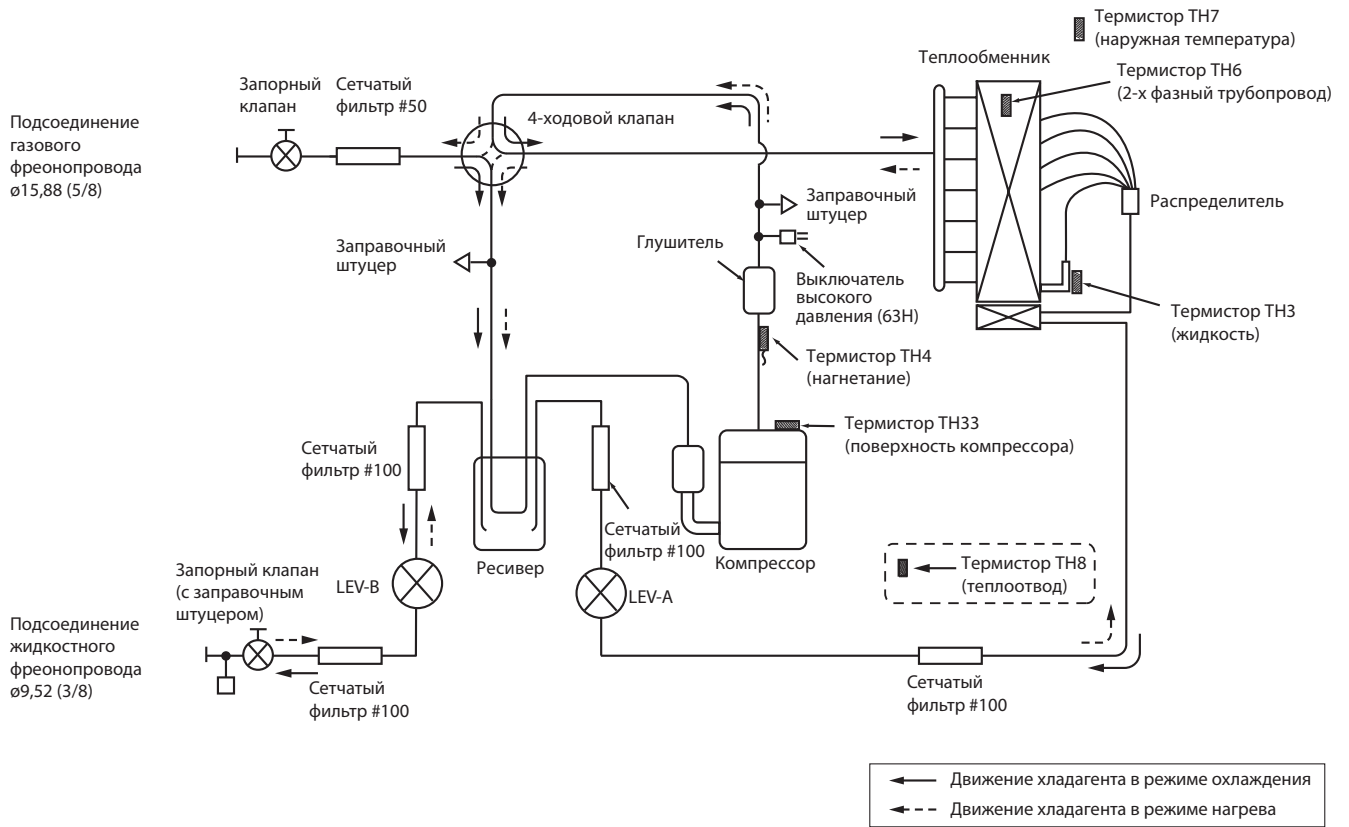 Термистор TH7
(наружная температура)
Теплообменник
Термистор TH6
(2-х фазный трубопровод)
Запорный
клапан
Сетчатый
фильтр #50
4-ходовой клапан
Подсоединение
газового
фреонопровода
ø15,88 (5/8)
Заправочный
штуцер
Распределитель
Заправочный
штуцер
Глушитель
Выключатель
высокого
давления (63H)
Термистор TH3
(жидкость)
Термистор TH4
(нагнетание)
Термистор TH33
(поверхность компрессора)
Сетчатый
фильтр #100
Сетчатый
фильтр #100
Ресивер
Компрессор
Термистор TH8
(теплоотвод)
Запорный клапан
(с заправочным
штуцером)
LEV-B
LEV-A
Подсоединение
жидкостного
фреонопровода
ø9,52 (3/8)
Сетчатый
фильтр #100
Сетчатый
фильтр #100
Движение хладагента в режиме охлаждения
Движение хладагента в режиме нагрева